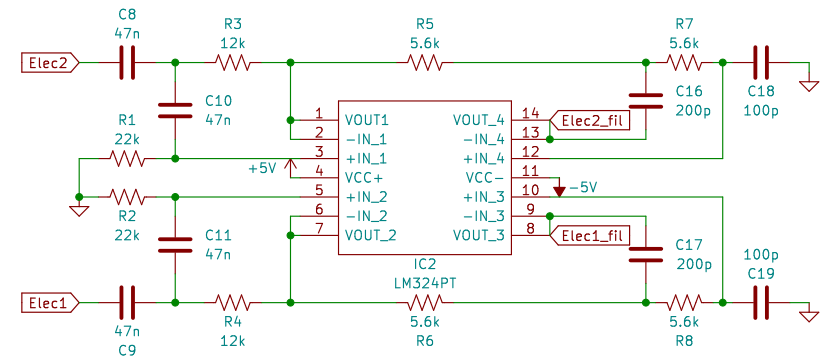 C8
47n
R3
12k
R5
5.6k
R7
5.6k
Elec2
C10
47n
C16
200p
C18
100p
R1
22k
1 VOUT1 VOUT_4 14 Elec2_fil
2 -IN_1 -IN_4 13
3 +IN_1 +IN_4 12
+5V 4 VCC+ VCC- 11 -5V
5 +IN_2 +IN_3 10
6 -IN_2 -IN_3 9
7 VOUT_2 VOUT_3 8 Elec1_fil
R2
22k
C11
47n
IC2
LM324PT
C17
200p
100p
C19
Elec1
47n
C9
R4
12k
5.6k
R6
5.6k
R8